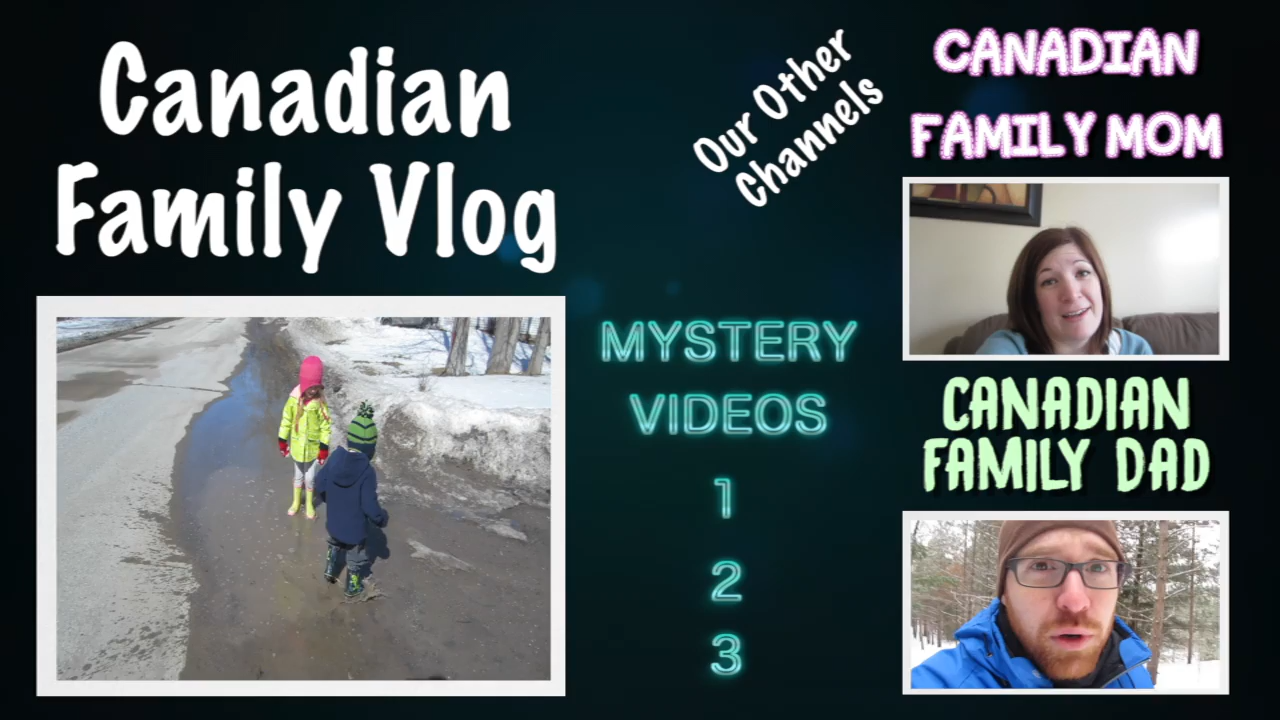 Canadian
Family Vlog
Our Other
Channels
CANADIAN
FAMILY MOM
MYSTERY
VIDEOS
1
2
3
CANADIAN
FAMILY DAD